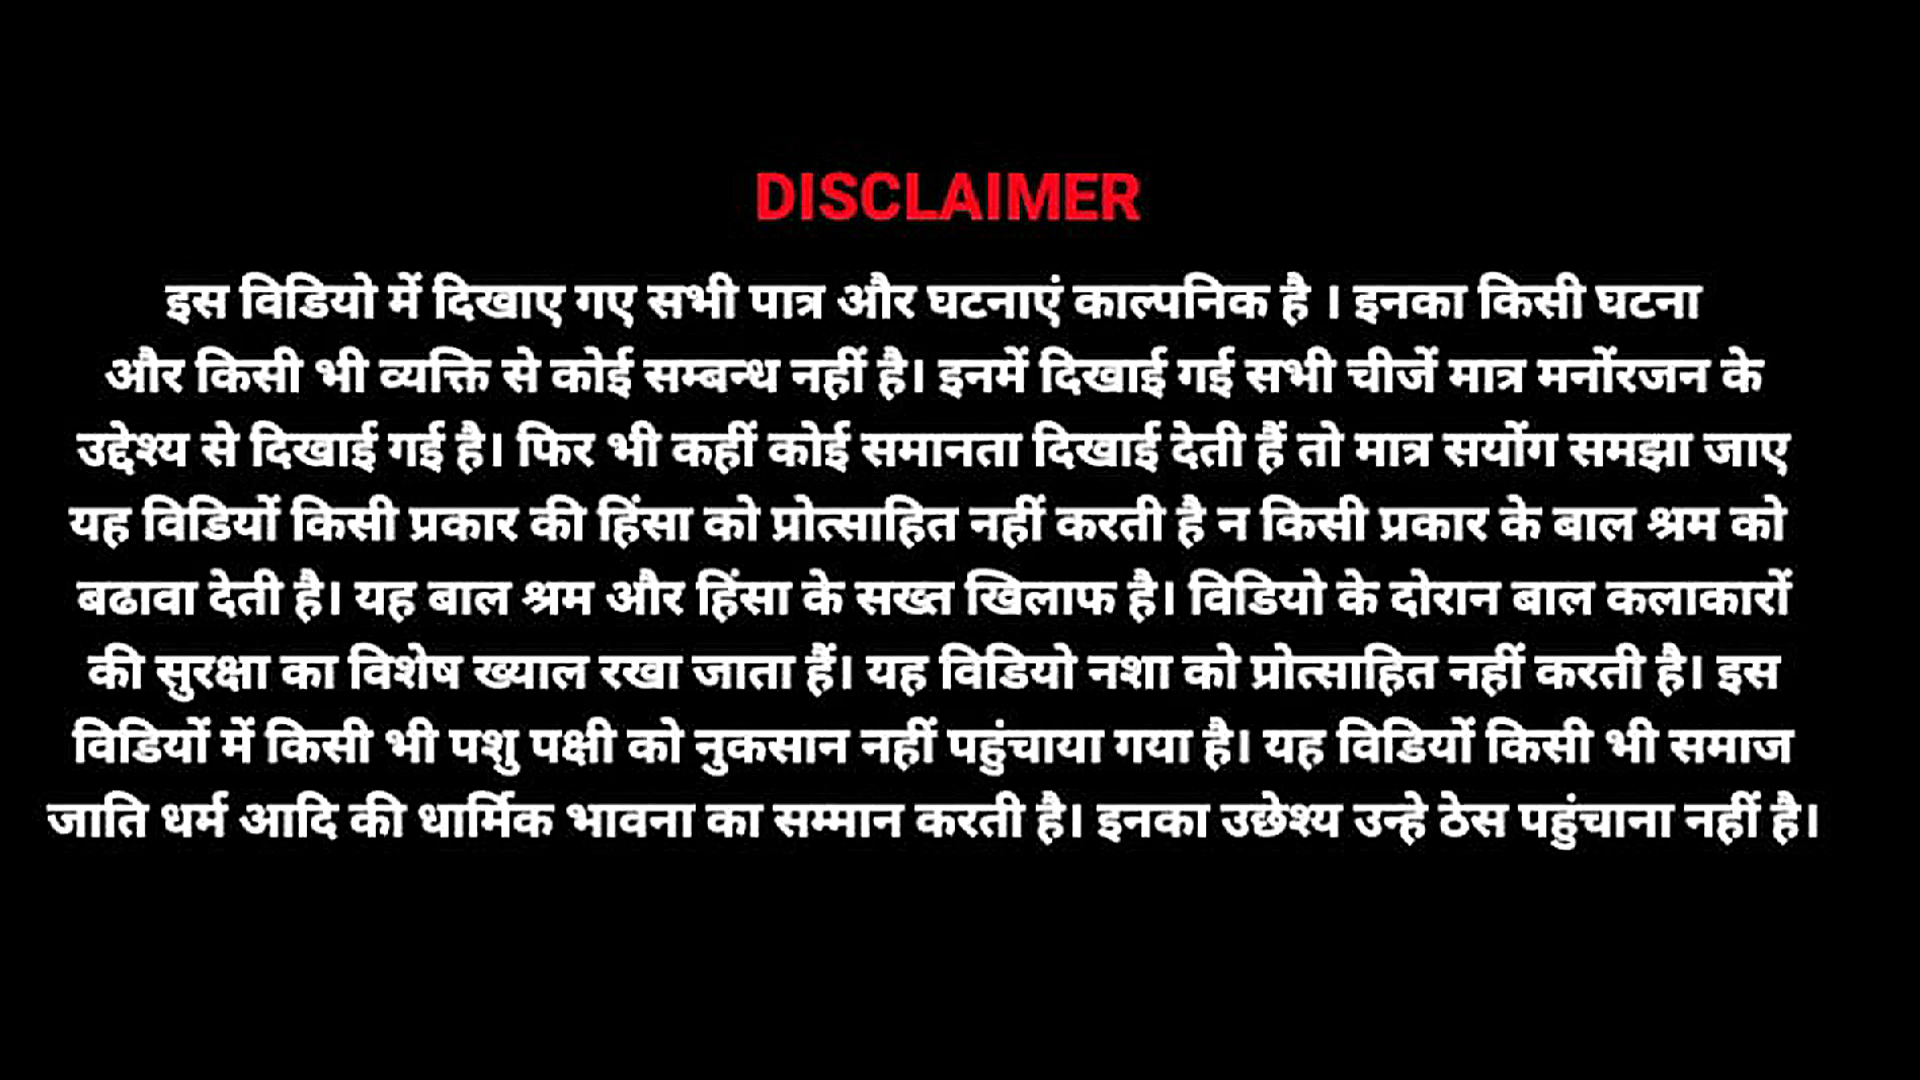 DISCLAIMER
इस विडियो में दिखाए गए सभी पात्र और घटनाएं काल्पनिक है । इनका किसी घटना
और किसी भी व्यक्ति से कोई सम्बन्ध नहीं है। इनमें दिखाई गई सभी चीजें मात्र मनोंरजन के
उद्देश्य से दिखाई गई है। फिर भी कहीं कोई समानता दिखाई देती हैं तो मात्र सयोंग समझा जाए
यह विडियों किसी प्रकार की हिंसा को प्रोत्साहित नहीं करती है न किसी प्रकार के बाल श्रम को
बढावा देती है। यह बाल श्रम और हिंसा के सख्त खिलाफ है। विडियो के दोरान बाल कलाकारों
की सुरक्षा का विशेष ख्याल रखा जाता हैं। यह विडियो नशा को प्रोत्साहित नहीं करती है। इस
विडियों में किसी भी पशु पक्षी को नुकसान नहीं पहुंचाया गया है। यह विडियों किसी भी समाज
जाति धर्म आदि की धार्मिक भावना का सम्मान करती है। इनका उछेश्य उन्हे ठेस पहुंचाना नहीं है।